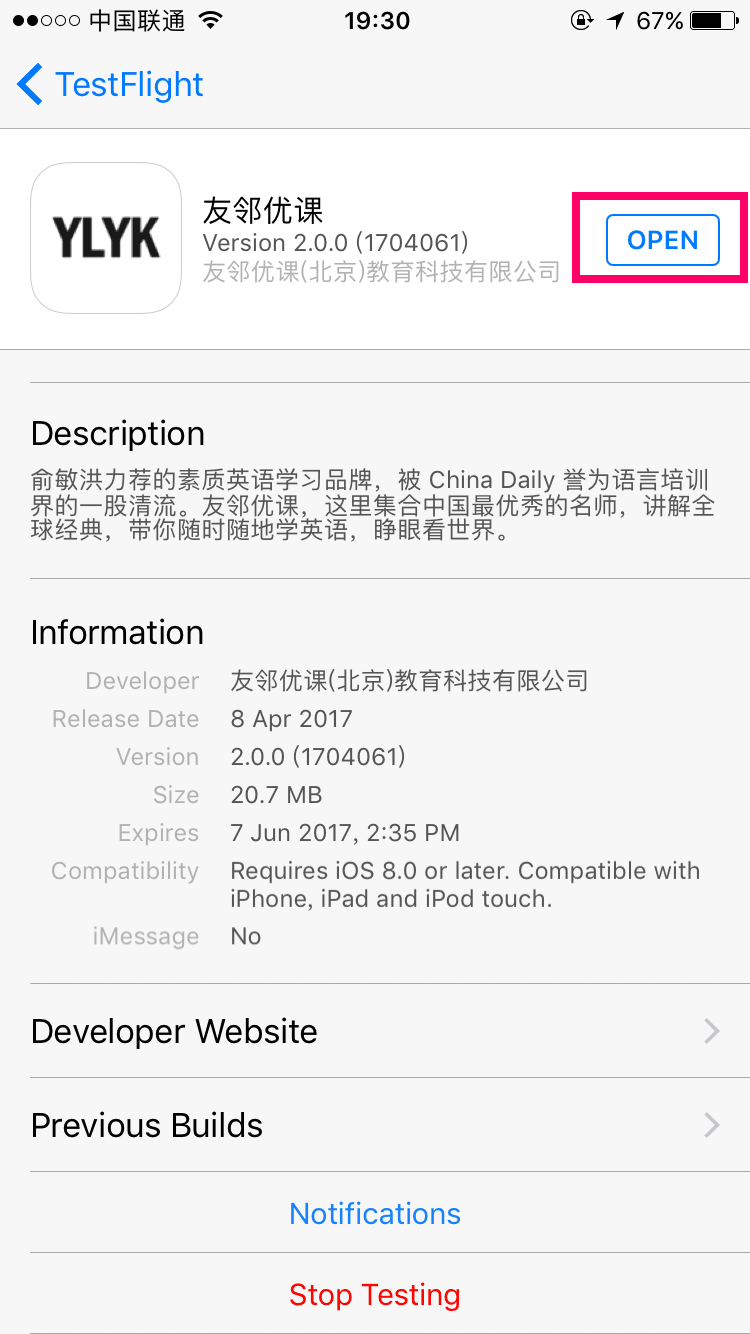 中国联通 19:30 67%
TestFlight
YLYK
友邻优课
Version 2.0.0 (1704061)
友邻优课(北京)教育科技有限公司
OPEN
Description
俞敏洪力荐的素质英语学习品牌，被 China Daily 誉为语言培训
界的一股清流。友邻优课，这里集合中国最优秀的名师，讲解全
球经典，带你随时随地学英语，睁眼看世界。
Information
Developer 友邻优课(北京)教育科技有限公司
Release Date 8 Apr 2017
Version 2.0.0 (1704061)
Size 20.7 MB
Expires 7 Jun 2017, 2:35 PM
Compatibility Requires iOS 8.0 or later. Compatible with
iPhone, iPad and iPod touch.
iMessage No
Developer Website
Previous Builds
Notifications
Stop Testing